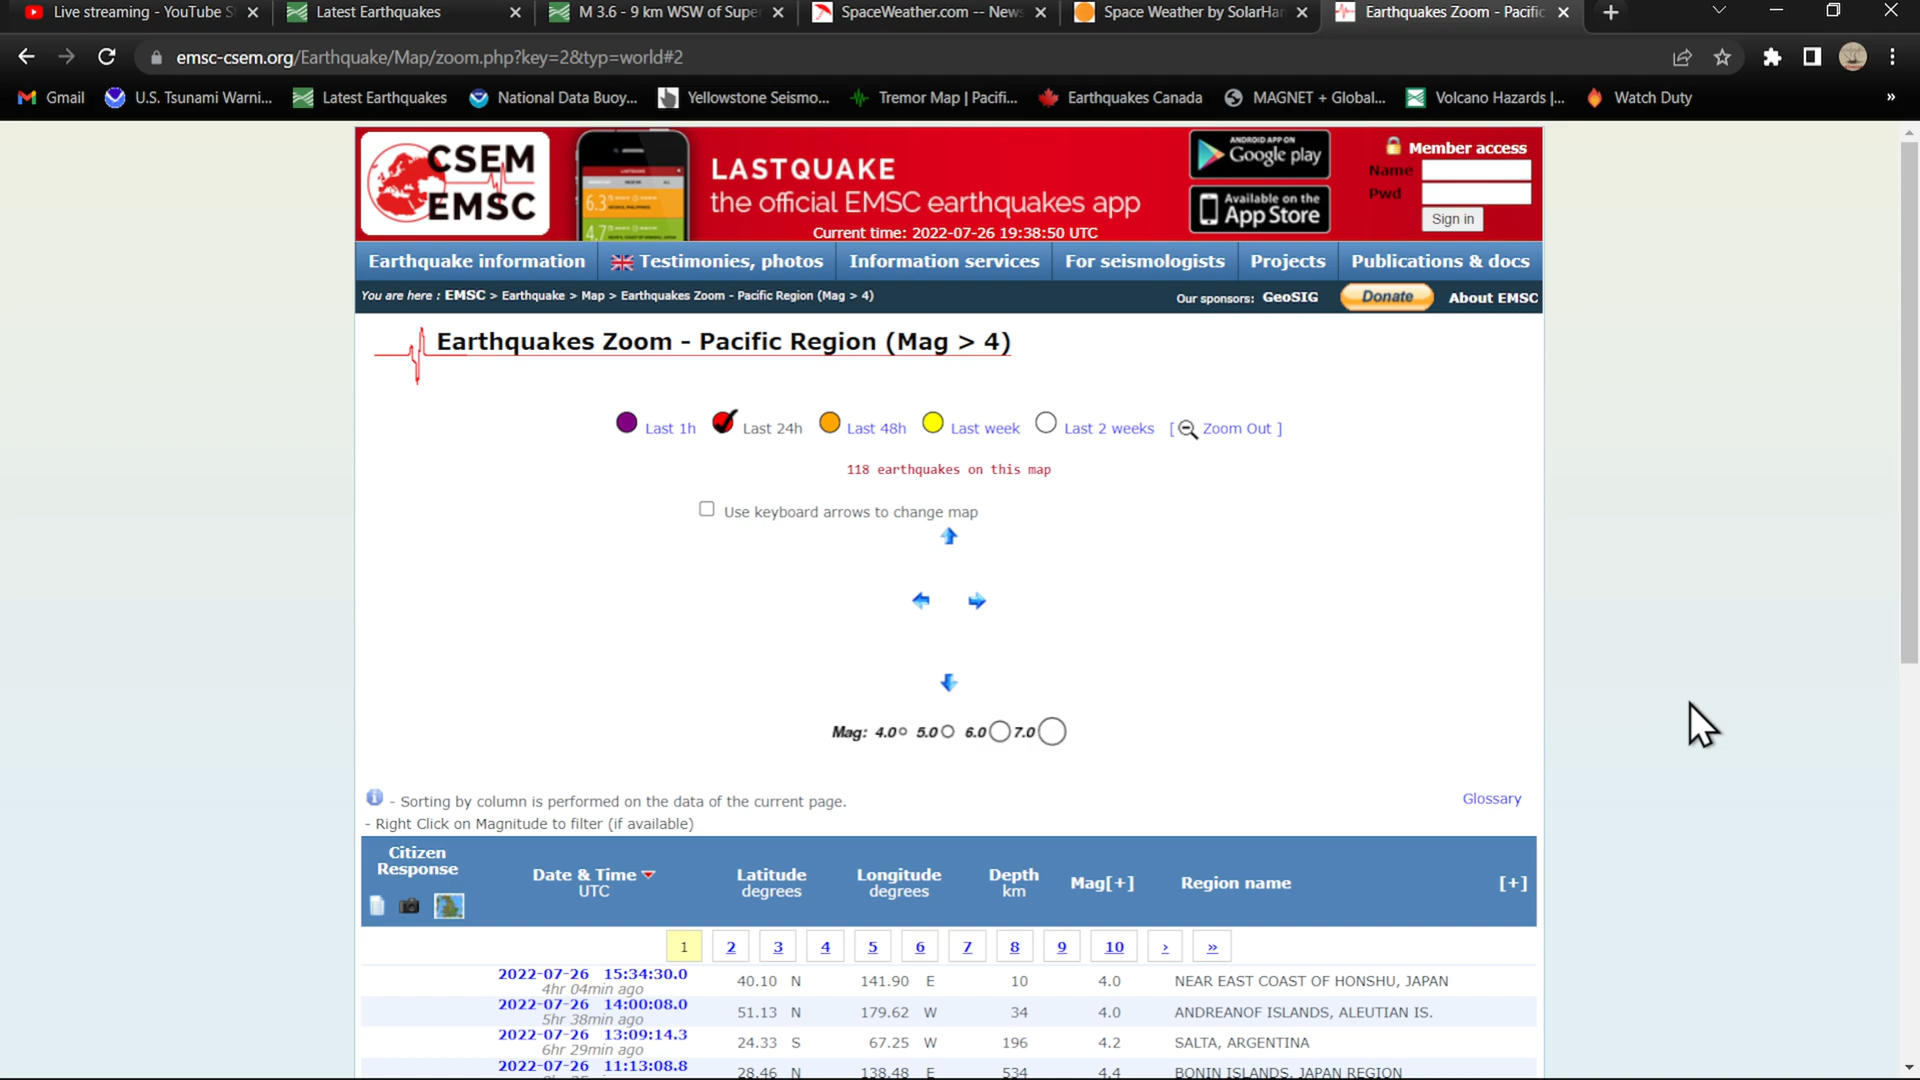 Live streaming - YouTube S
Latest Earthquakes
M 3.6 - 9 km WSW of Supe
SpaceWeather.com -- News
Space Weather by SolarHam
Earthquakes Zoom - Pacific
emsc-csem.org/Earthquake/Map/zoom.php?key=2&typ=world#2
Gmail
U.S. Tsunami Warni...
Latest Earthquakes
National Data Buoy...
Yellowstone Seismo...
Tremor Map | Pacifi...
Earthquakes Canada
MAGNET + Global...
Volcano Hazards |...
Watch Duty
»
CSEM
EMSC
LASTQUAKE
the official EMSC earthquakes app
Current time: 2022-07-26 19:38:50 UTC
6.3
4.7
ANDROID APP ON
Google play
Available on the
App Store
Member access
Name
Pwd
Sign in
Earthquake information
Testimonies, photos
Information services
For seismologists
Projects
Publications & docs
You are here : EMSC > Earthquake > Map > Earthquakes Zoom - Pacific Region (Mag > 4)
Our sponsors: GeoSIG
Donate
About EMSC
Earthquakes Zoom - Pacific Region (Mag > 4)
Last 1h Last 24h Last 48h Last week Last 2 weeks [ Zoom Out ]
118 earthquakes on this map
Use keyboard arrows to change map
Mag: 4.0 5.0 6.0 7.0
- Sorting by column is performed on the data of the current page.
Glossary
- Right Click on Magnitude to filter (if available)
Citizen
Response
Date & Time
UTC
Latitude
degrees
Longitude
degrees
Depth
km
Mag[+]
Region name
[+]
1 2 3 4 5 6 7 8 9 10 › »
2022-07-26 15:34:30.0
4hr 04min ago
40.10 N 141.90 E 10 4.0 NEAR EAST COAST OF HONSHU, JAPAN
2022-07-26 14:00:08.0
5hr 38min ago
51.13 N 179.62 W 34 4.0 ANDREANOF ISLANDS, ALEUTIAN IS.
2022-07-26 13:09:14.3
6hr 29min ago
24.33 S 67.25 W 196 4.2 SALTA, ARGENTINA
2022-07-26 11:13:08.8
28.46 N 138.48 E 534 4.4 BONIN ISLANDS, JAPAN REGION